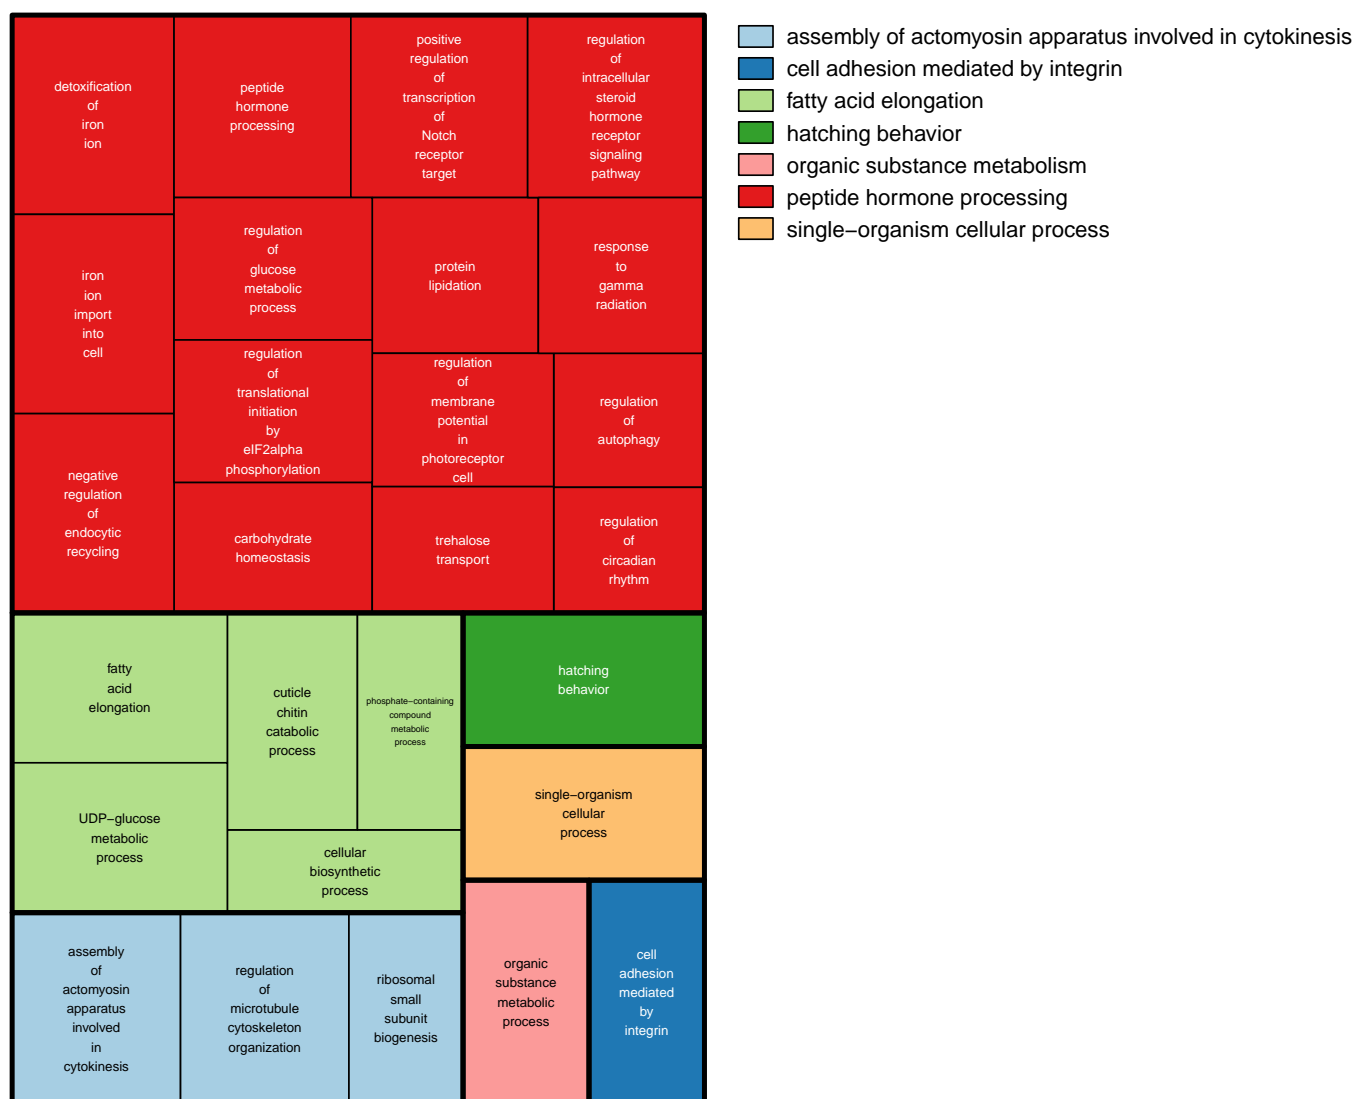 detoxification
of
iron
ion
peptide
hormone
processing
positive
regulation
of
transcription
of
Notch
receptor
target
regulation
of
intracellular
steroid
hormone
receptor
signaling
pathway
iron
ion
import
into
cell
regulation
of
glucose
metabolic
process
protein
lipidation
response
to
gamma
radiation
regulation
of
translational
initiation
by
eIF2alpha
phosphorylation
regulation
of
membrane
potential
in
photoreceptor
cell
regulation
of
autophagy
negative
regulation
of
endocytic
recycling
carbohydrate
homeostasis
trehalose
transport
regulation
of
circadian
rhythm
fatty
acid
elongation
cuticle
chitin
catabolic
process
phosphate−containing
compound
metabolic
process
hatching
behavior
UDP−glucose
metabolic
process
cellular
biosynthetic
process
single−organism
cellular
process
assembly
of
actomyosin
apparatus
involved
in
cytokinesis
regulation
of
microtubule
cytoskeleton
organization
ribosomal
small
subunit
biogenesis
organic
substance
metabolic
process
cell
adhesion
mediated
by
integrin
assembly of actomyosin apparatus involved in cytokinesis
cell adhesion mediated by integrin
fatty acid elongation
hatching behavior
organic substance metabolism
peptide hormone processing
single−organism cellular process